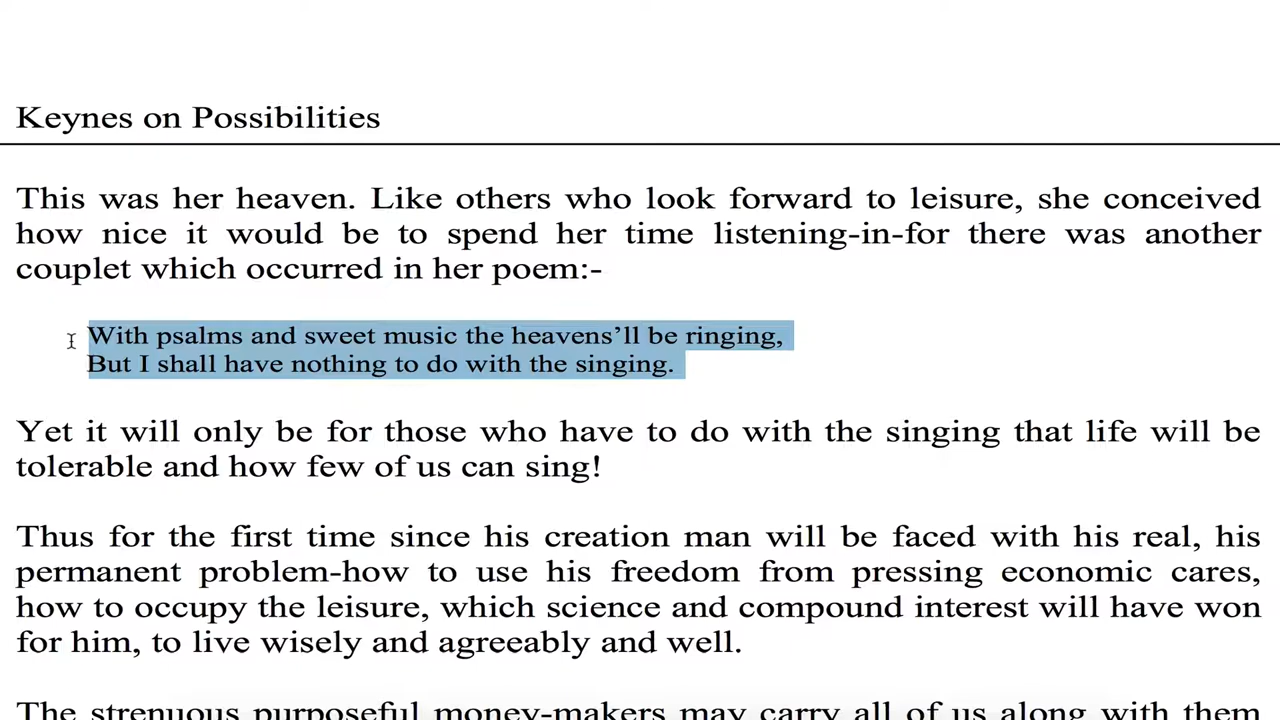 Keynes on Possibilities
This was her heaven. Like others who look forward to leisure, she conceived
how nice it would be to spend her time listening-in-for there was another
couplet which occurred in her poem:-
With psalms and sweet music the heavens’ll be ringing,
But I shall have nothing to do with the singing.
Yet it will only be for those who have to do with the singing that life will be
tolerable and how few of us can sing!
Thus for the first time since his creation man will be faced with his real, his
permanent problem-how to use his freedom from pressing economic cares,
how to occupy the leisure, which science and compound interest will have won
for him, to live wisely and agreeably and well.
The strenuous purposeful money-makers may carry all of us along with them